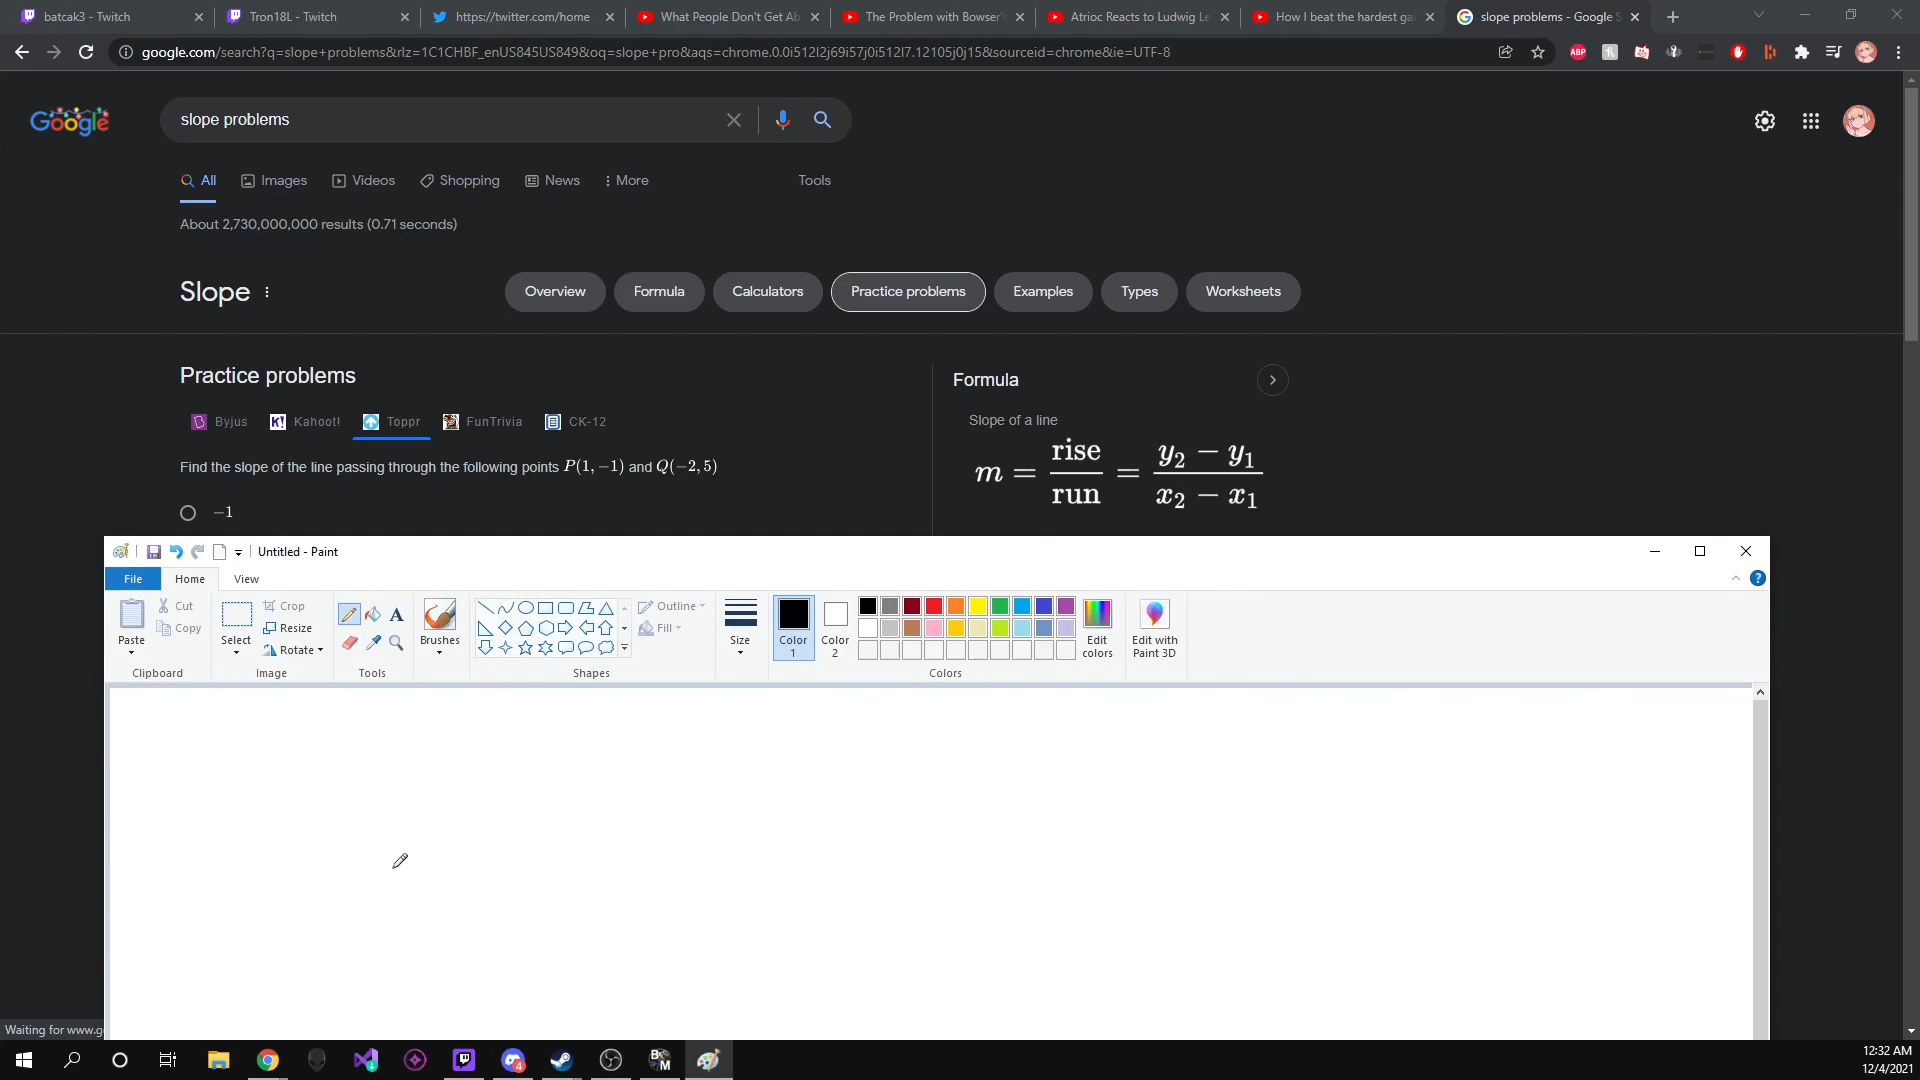 batcak3 - Twitch
Tron18L - Twitch
https://twitter.com/home
What People Don't Get Ab
The Problem with Bowser's
Atrioc Reacts to Ludwig Le
How I beat the hardest ga
slope problems - Google S
google.com/search?q=slope+problems&rlz=1C1CHBF_enUS845US849&oq=slope+pro&aqs=chrome.0.0i512l2j69i57j0i512l7.12105j0j15&sourceid=chrome&ie=UTF-8
ABP
Google
slope problems
All
Images
Videos
Shopping
News
More
Tools
About 2,730,000,000 results (0.71 seconds)
Slope
Overview
Formula
Calculators
Practice problems
Examples
Types
Worksheets
Practice problems
Byjus
Kahoot!
Toppr
FunTrivia
CK-12
Find the slope of the line passing through the following points P(1, −1) and Q(−2, 5)
−1
Formula
Slope of a line
m = rise/run = (y₂ − y₁)/(x₂ − x₁)
Untitled - Paint
File
Home
View
Paste
Cut
Copy
Clipboard
Select
Crop
Resize
Rotate
Image
A
Tools
Brushes
Outline
Fill
Shapes
Size
Color 1
Color 2
Edit colors
Colors
Edit with Paint 3D
Waiting for www.g
12:32 AM
12/4/2021